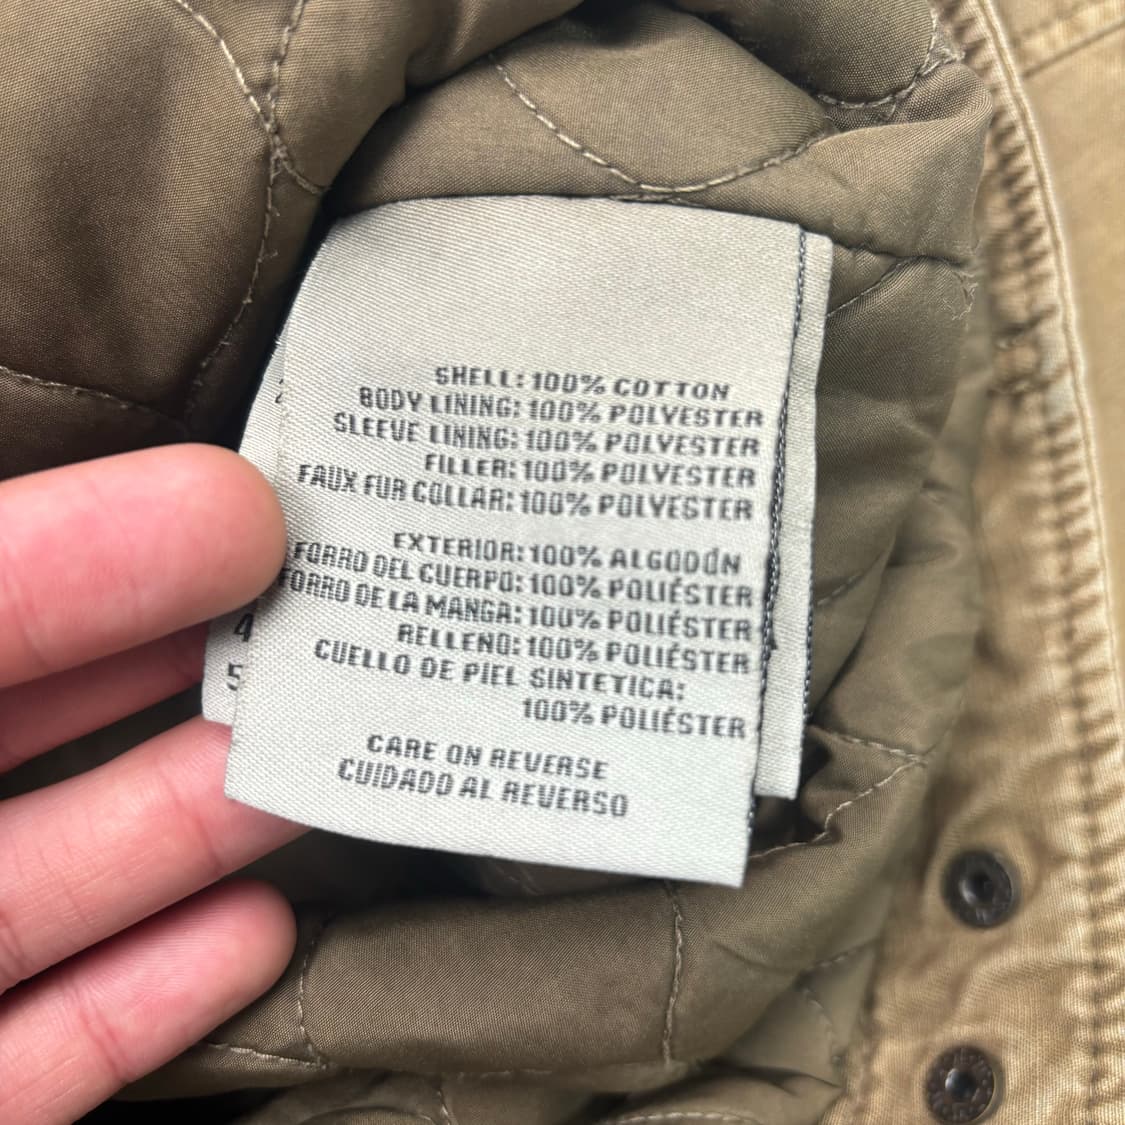 SHELL: 100% COTTON
BODY LINING: 100% POLYESTER
SLEEVE LINING: 100% POLYESTER
FILLER: 100% POLYESTER
FAUX FUR COLLAR: 100% POLYESTER
EXTERIOR: 100% ALGODÓN
FORRO DEL CUERPO: 100% POLIÉSTER
FORRO DE LA MANGA: 100% POLIÉSTER
RELLENO: 100% POLIÉSTER
CUELLO DE PIEL SINTETICA:
100% POLIÉSTER
CARE ON REVERSE
CUIDADO AL REVERSO
4
5